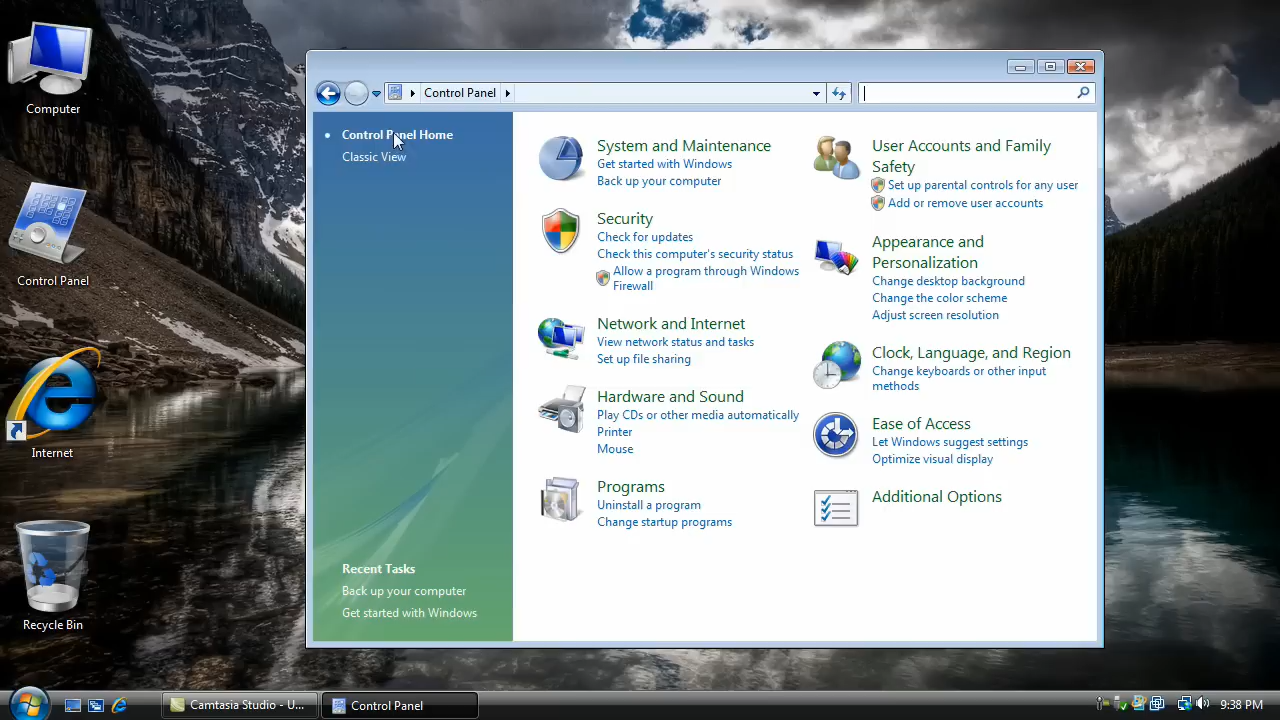 Computer
Control Panel
Internet
Recycle Bin
Control Panel
Control Panel Home
Classic View
Recent Tasks
Back up your computer
Get started with Windows
System and Maintenance
Get started with Windows
Back up your computer
Security
Check for updates
Check this computer's security status
Allow a program through Windows
Firewall
Network and Internet
View network status and tasks
Set up file sharing
Hardware and Sound
Play CDs or other media automatically
Printer
Mouse
Programs
Uninstall a program
Change startup programs
User Accounts and Family
Safety
Set up parental controls for any user
Add or remove user accounts
Appearance and
Personalization
Change desktop background
Change the color scheme
Adjust screen resolution
Clock, Language, and Region
Change keyboards or other input
methods
Ease of Access
Let Windows suggest settings
Optimize visual display
Additional Options
Camtasia Studio - U...
Control Panel
9:38 PM